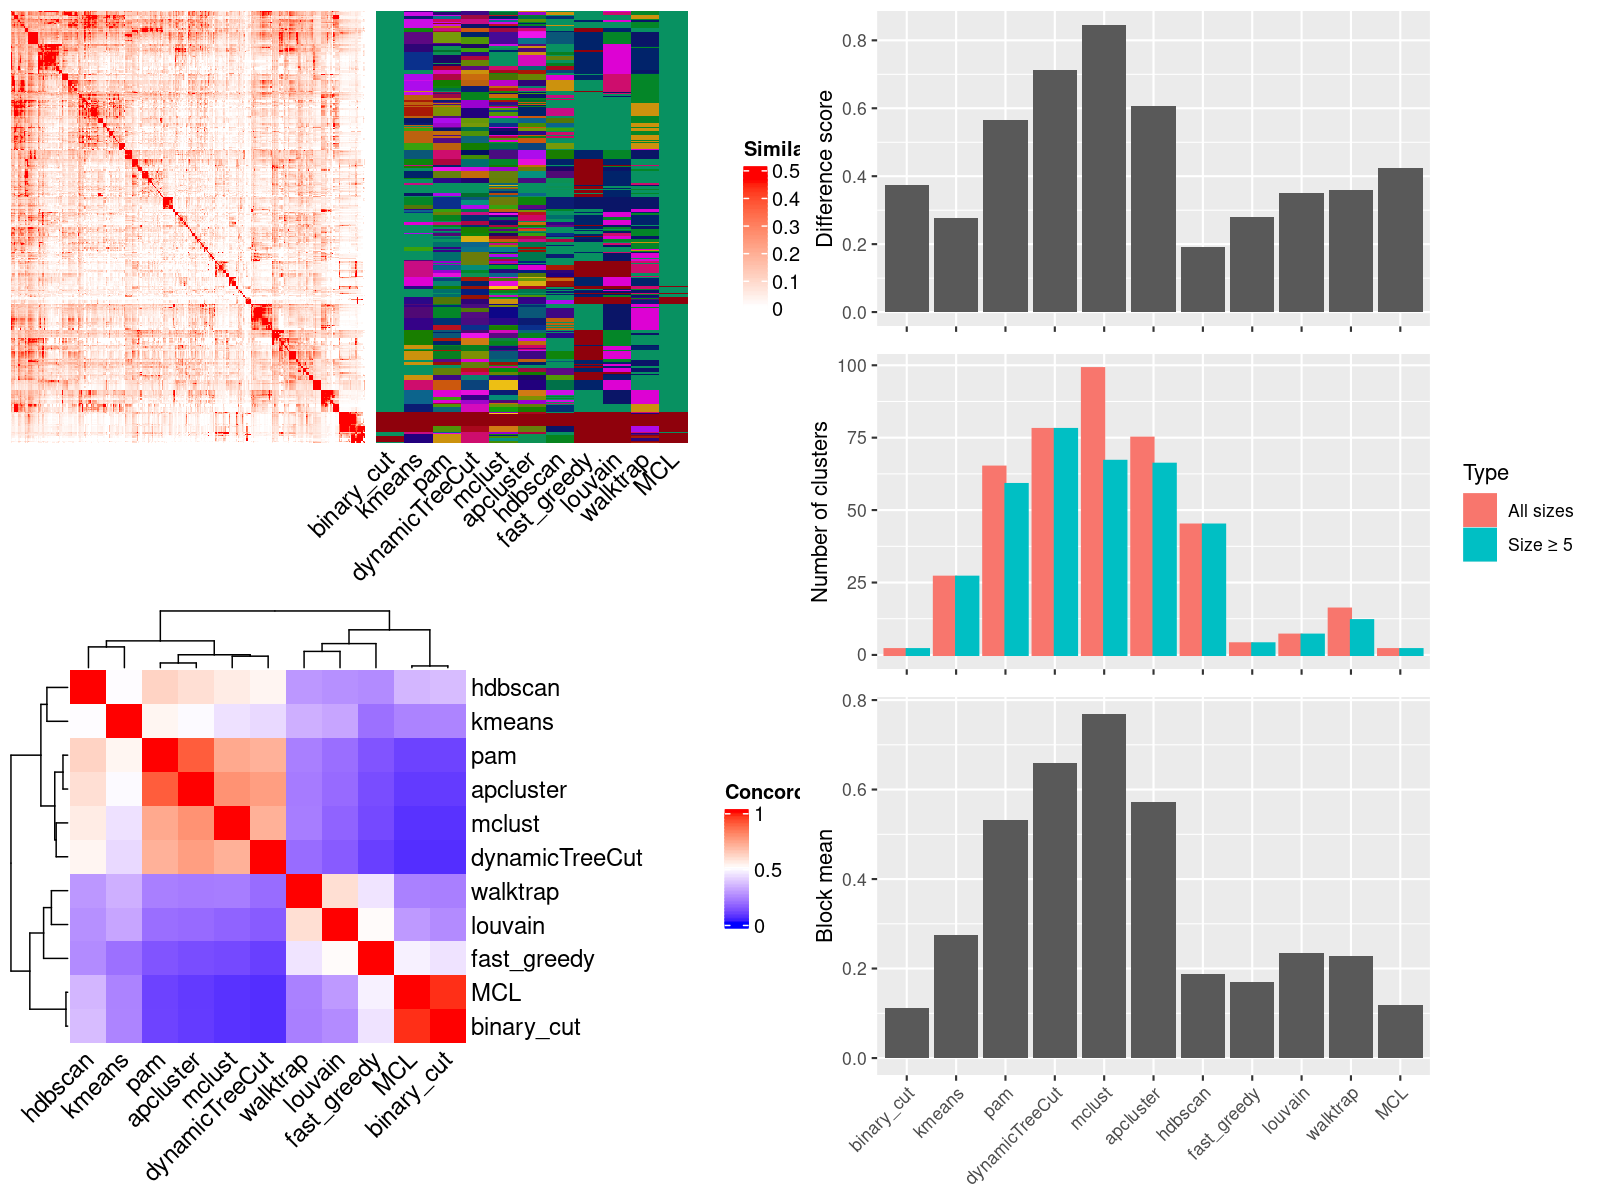 Simila
0.5
0.4
0.3
0.2
0.1
0
binary_cut
kmeans
pam
dynamicTreeCut
mclust
apcluster
hdbscan
fast_greedy
louvain
walktrap
MCL
hdbscan
kmeans
pam
apcluster
mclust
dynamicTreeCut
walktrap
louvain
fast_greedy
MCL
binary_cut
hdbscan
kmeans
pam
apcluster
mclust
dynamicTreeCut
walktrap
louvain
fast_greedy
MCL
binary_cut
Concord
1
0.5
0
Difference score
0.8
0.6
0.4
0.2
0.0
Number of clusters
100
75
50
25
0
Type
All sizes
Size ≥ 5
Block mean
0.8
0.6
0.4
0.2
0.0
binary_cut
kmeans
pam
dynamicTreeCut
mclust
apcluster
hdbscan
fast_greedy
louvain
walktrap
MCL